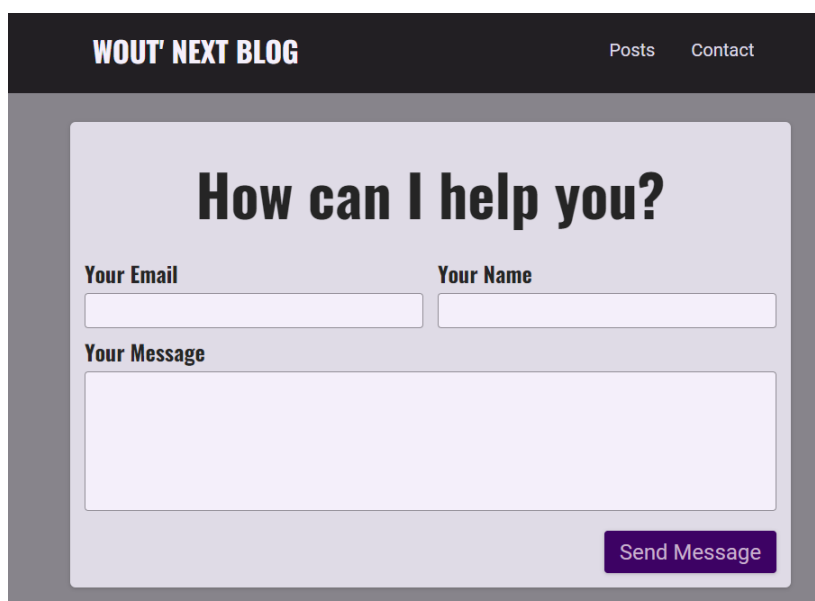 WOUT' NEXT BLOG
Posts Contact
How can I help you?
Your Email Your Name
Your Message
Send Message